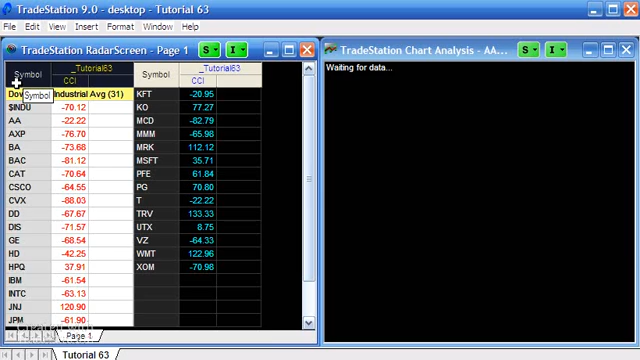 TradeStation 9.0 - desktop - Tutorial 63
File Edit View Insert Format Window
TradeStation RadarScreen - Page 1 S I
TradeStation Chart Analysis - AA... S I
Symbol _Tutorial63 Symbol _Tutorial63
CCI CCI
Waiting for data...
Dow Industrial Avg (31) KFT -20.95
Symbol
$INDU -70.12 KO 77.27
AA -22.22 MCD -82.79
AXP -76.70 MMM -65.98
BA -73.68 MRK 112.12
BAC -81.12 MSFT 35.71
CAT -70.64 PFE 61.84
CSCO -64.55 PG 70.80
CVX -88.03 T -22.22
DD -67.67 TRV 133.33
DIS -71.57 UTX 8.75
GE -68.54 VZ -64.33
HD -42.25 WMT 122.96
HPQ 37.91 XOM -70.98
IBM -61.54
INTC -63.13
JNJ 120.90
JPM -61.90
Page 1
Tutorial 63